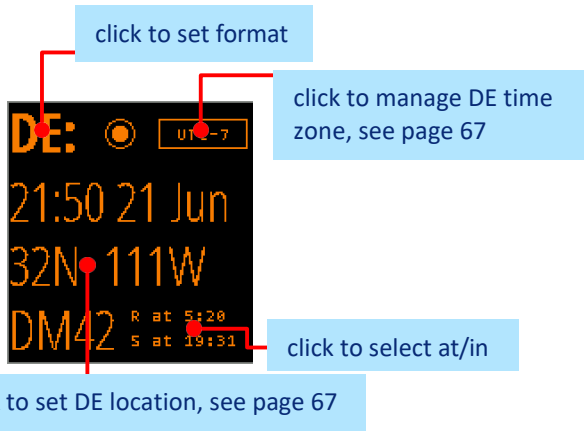 click to set format
click to manage DE time
zone, see page 67
DE:
UTC-7
21:50 21 Jun
32N 111W
DM42
R at 5:20
S at 19:31
click to select at/in
to set DE location, see page 67